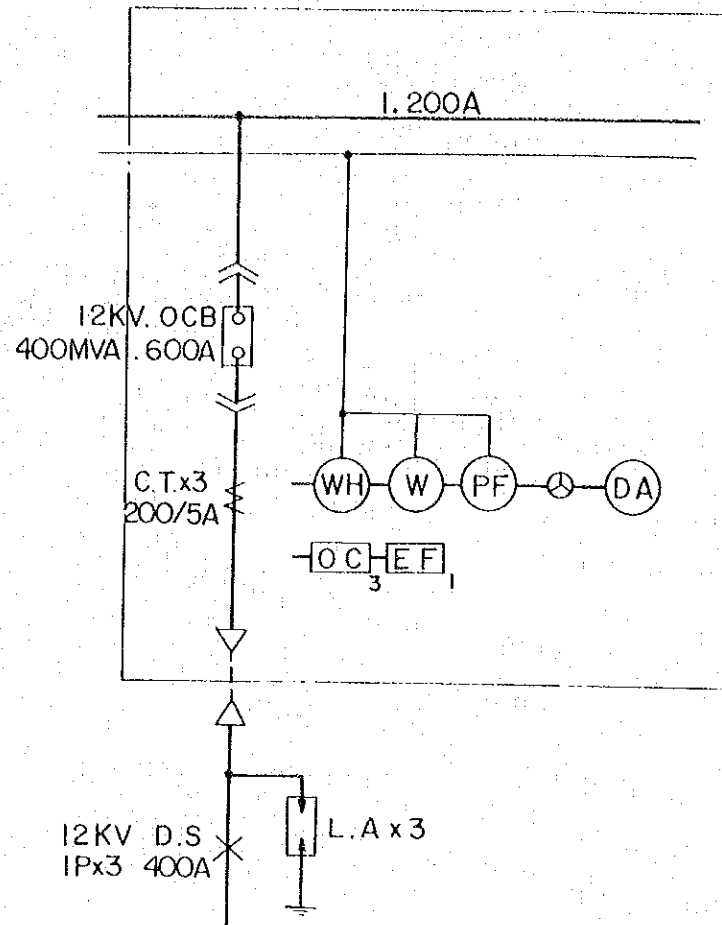 1.200A
12KV.OCB
400MVA.600A
C.T.x3
200/5A
WH W PF DA
OC 3 EF 1
12KV D.S
1Px3 400A
L.A x 3